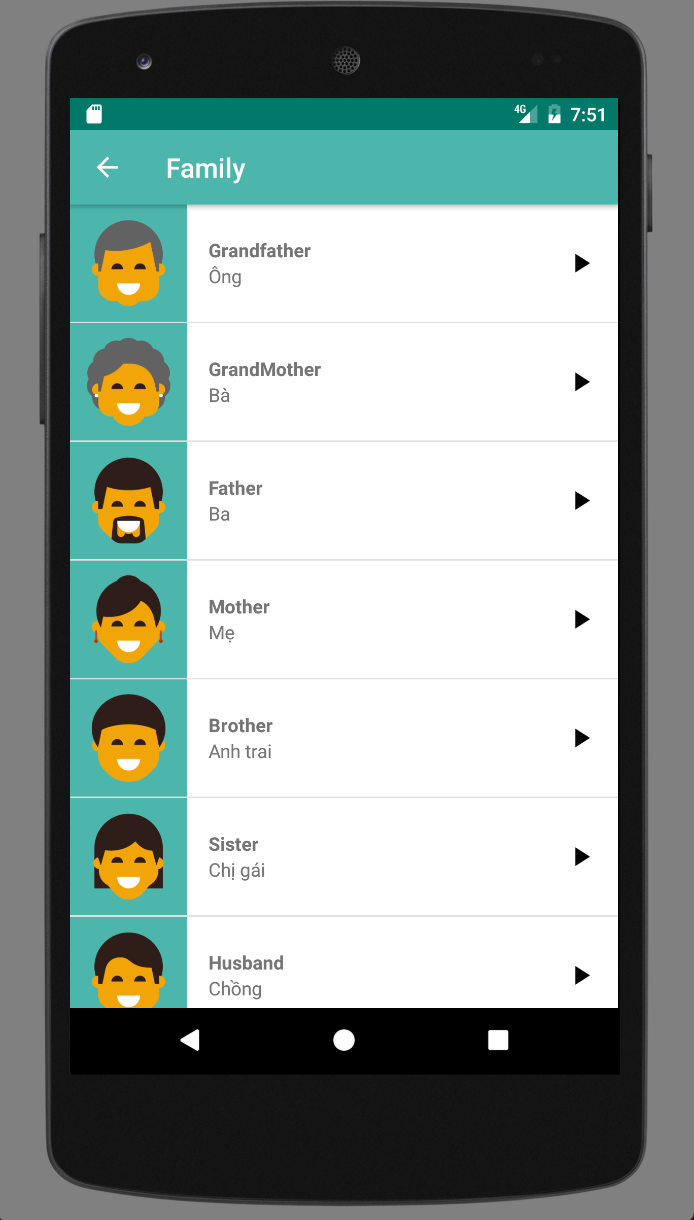 4G 7:51
Family
Grandfather
Ông
GrandMother
Bà
Father
Ba
Mother
Mẹ
Brother
Anh trai
Sister
Chị gái
Husband
Chồng